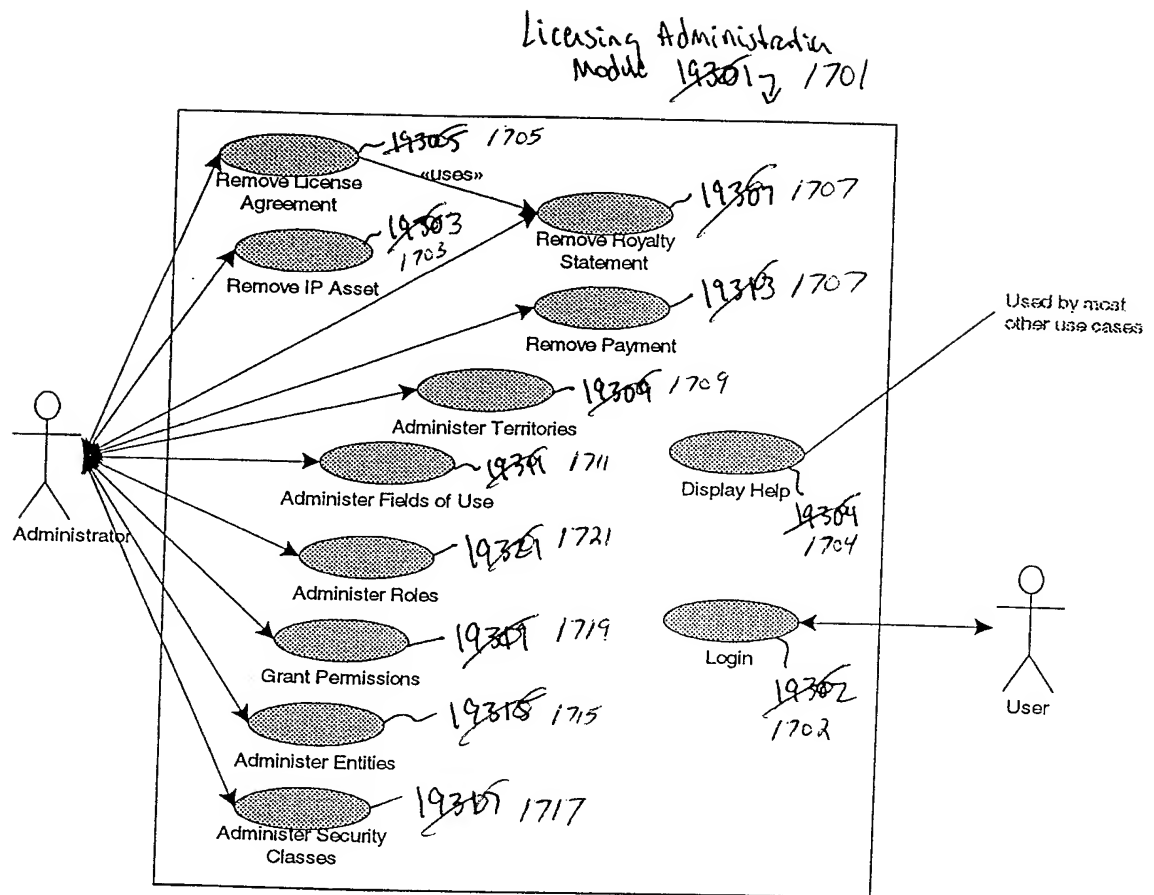 Licensing Administration
Module 19301 1701
19305 1705
Remove License
Agreement
«uses»
19307 1707
Remove Royalty
Statement
19303
1703
Remove IP Asset
19313 1707
Remove Payment
Used by most
other use cases
19309 1709
Administer Territories
1711
Administer Fields of Use
Display Help
19304
1704
Administrator
19321 1721
Administer Roles
19319 1719
Grant Permissions
Login
19302
1702
User
19315 1715
Administer Entities
19317 1717
Administer Security
Classes